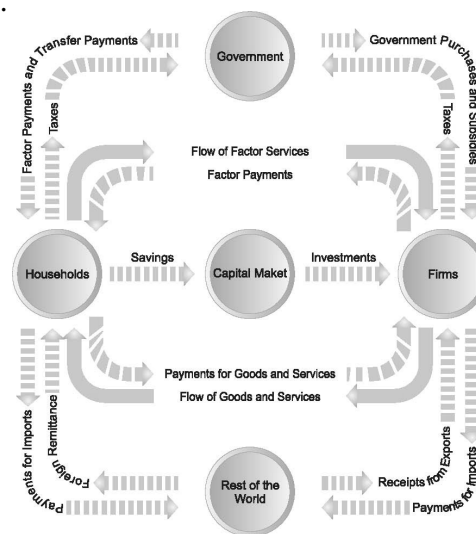 .
Factor Payments and Transfer Payments
Taxes
Government
Government Purchases and Subsidies
Taxes
Flow of Factor Services
Factor Payments
Households
Savings
Capital Maket
Investments
Firms
Payments for Goods and Services
Flow of Goods and Services
Payments for Imports
Foreign Remittance
Rest of the
World
Receipts from Exports
Payments for Imports